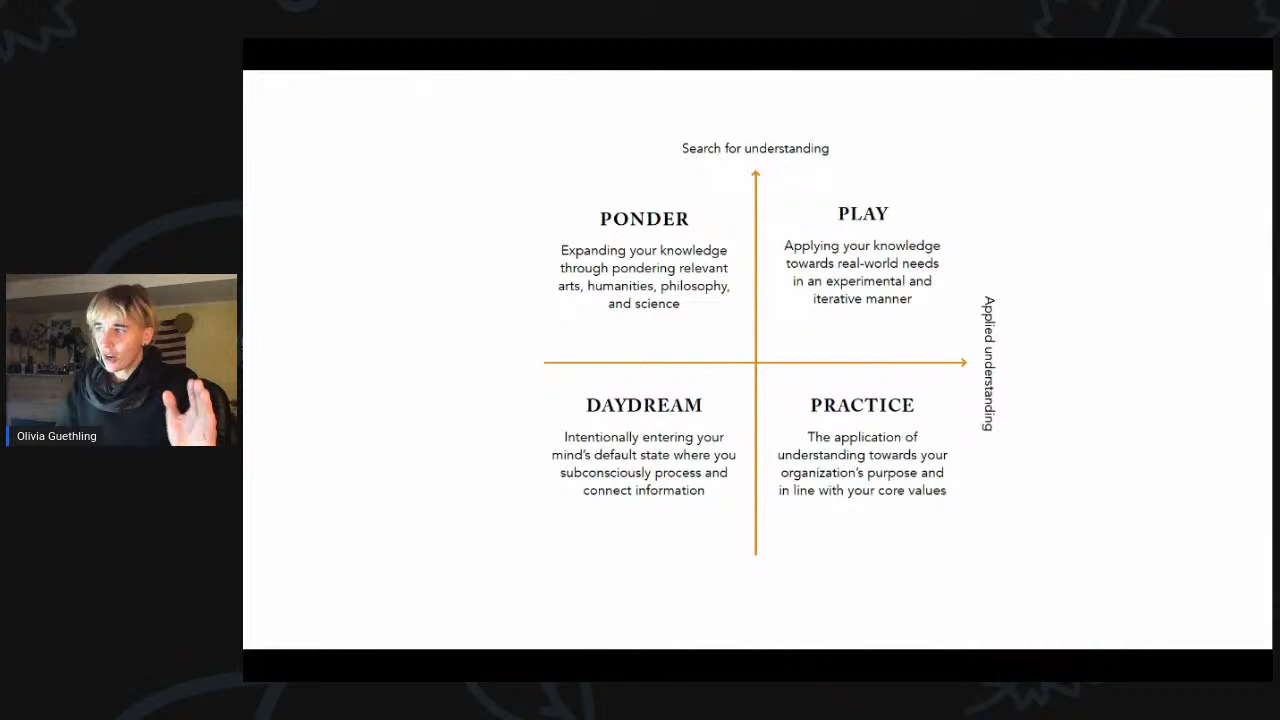 Search for understanding
PONDER
Expanding your knowledge
through pondering relevant
arts, humanities, philosophy,
and science
PLAY
Applying your knowledge
towards real-world needs
in an experimental and
iterative manner
Applied understanding
DAYDREAM
Intentionally entering your
mind's default state where you
subconsciously process and
connect information
PRACTICE
The application of
understanding towards your
organization's purpose and
in line with your core values
Olivia Guethling